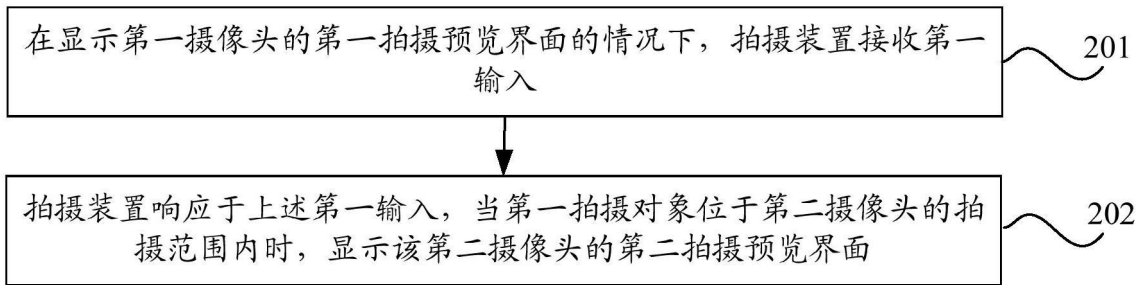 在显示第一摄像头的第一拍摄预览界面的情况下，拍摄装置接收第一
输入
201
拍摄装置响应于上述第一输入，当第一拍摄对象位于第二摄像头的拍
摄范围内时，显示该第二摄像头的第二拍摄预览界面
202